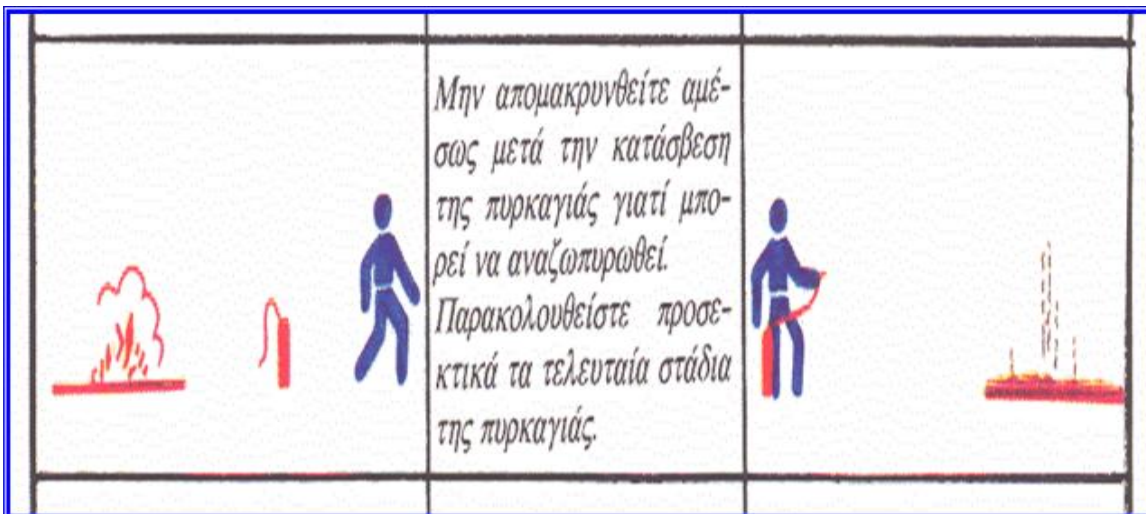 Μην απομακρυνθείτε αμέ-
σως μετά την κατάσβεση
της πυρκαγιάς γιατί μπο-
ρεί να αναζωπυρωθεί.
Παρακολουθείστε προσε-
κτικά τα τελευταία στάδια
της πυρκαγιάς.